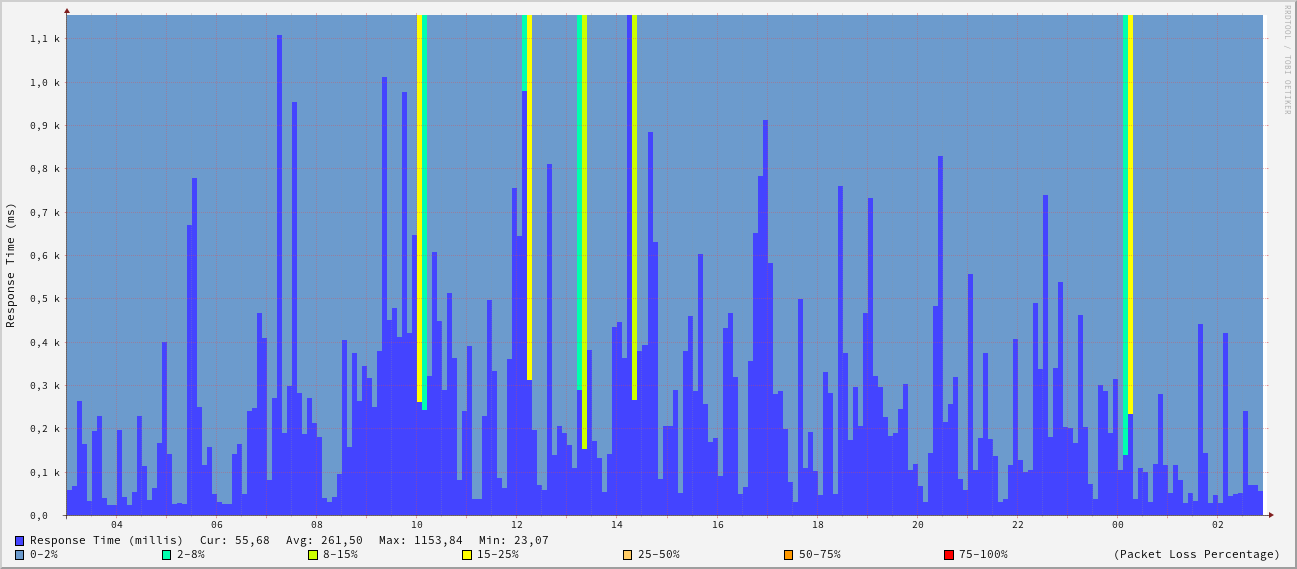 RRDTOOL / TOBI OETIKER
Response Time (ms)
1,1 k
1,0 k
0,9 k
0,8 k
0,7 k
0,6 k
0,5 k
0,4 k
0,3 k
0,2 k
0,1 k
0,0
04 06 08 10 12 14 16 18 20 22 00 02
Response Time (millis) Cur: 55,68 Avg: 261,50 Max: 1153,84 Min: 23,07
0-2% 2-8% 8-15% 15-25% 25-50% 50-75% 75-100% (Packet Loss Percentage)